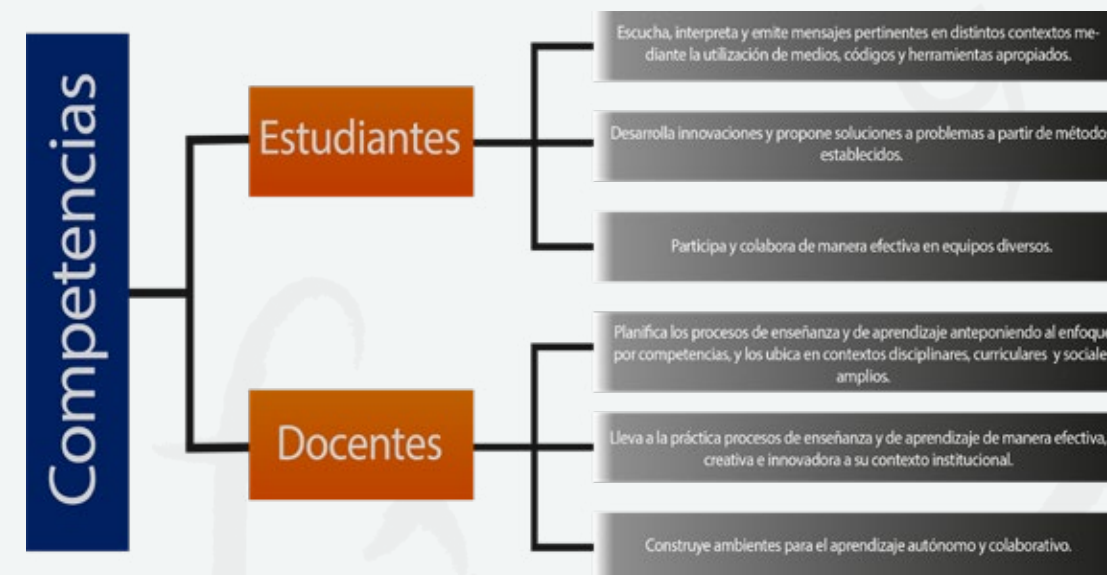 Competencias
Estudiantes
Escucha, interpreta y emite mensajes pertinentes en distintos contextos me-
diante la utilización de medios, códigos y herramientas apropiados.
Desarrolla innovaciones y propone soluciones a problemas a partir de método
establecidos.
Participa y colabora de manera efectiva en equipos diversos.
Docentes
Planifica los procesos de enseñanza y de aprendizaje anteponiendo al enfoque
por competencias, y los ubica en contextos disciplinares, curriculares y sociale
amplios.
Lleva a la práctica procesos de enseñanza y de aprendizaje de manera efectiva,
creativa e innovadora a su contexto institucional.
Construye ambientes para el aprendizaje autónomo y colaborativo.